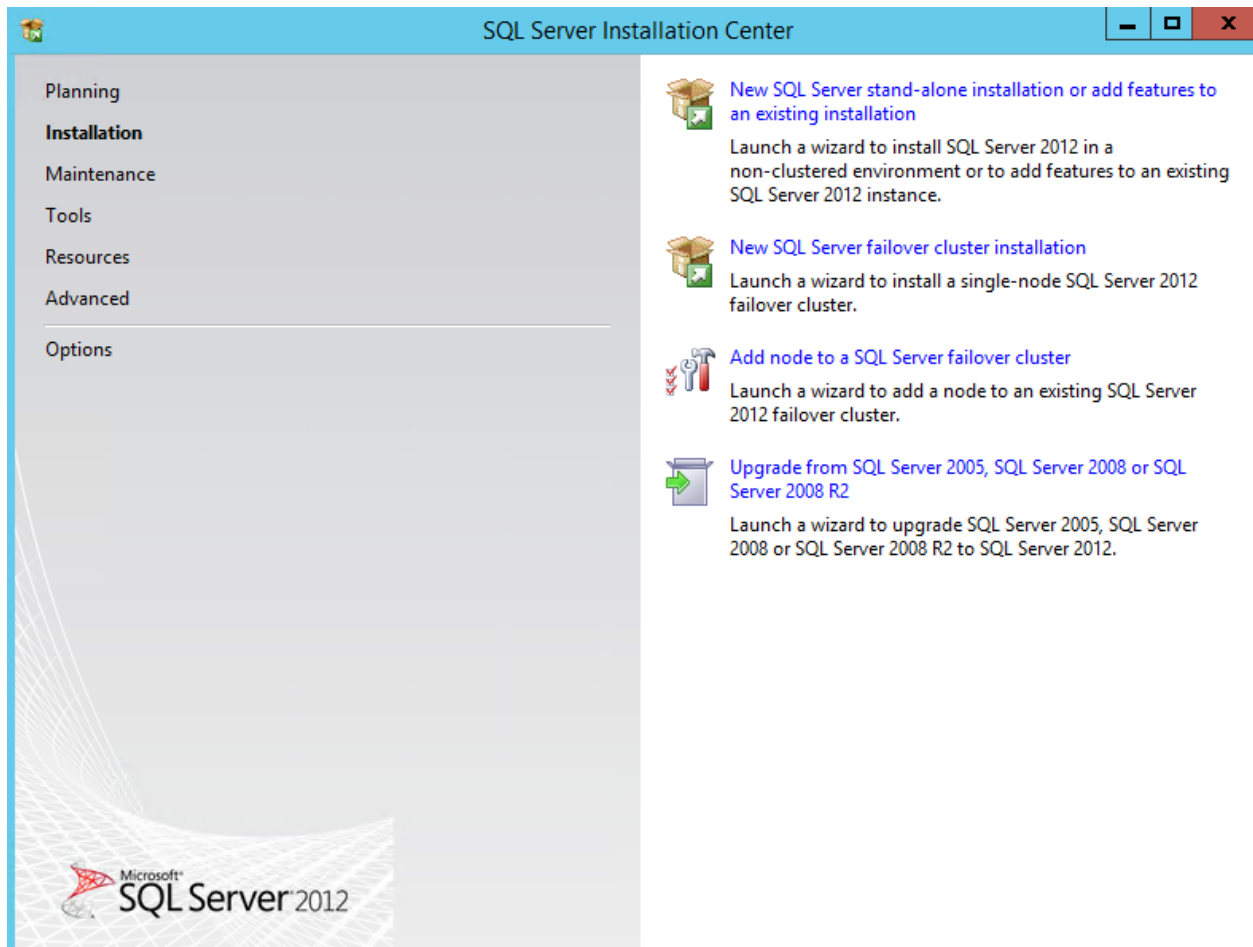 SQL Server Installation Center
Planning
Installation
Maintenance
Tools
Resources
Advanced
Options
New SQL Server stand-alone installation or add features to
an existing installation
Launch a wizard to install SQL Server 2012 in a
non-clustered environment or to add features to an existing
SQL Server 2012 instance.
New SQL Server failover cluster installation
Launch a wizard to install a single-node SQL Server 2012
failover cluster.
Add node to a SQL Server failover cluster
Launch a wizard to add a node to an existing SQL Server
2012 failover cluster.
Upgrade from SQL Server 2005, SQL Server 2008 or SQL
Server 2008 R2
Launch a wizard to upgrade SQL Server 2005, SQL Server
2008 or SQL Server 2008 R2 to SQL Server 2012.
Microsoft®
SQL Server® 2012